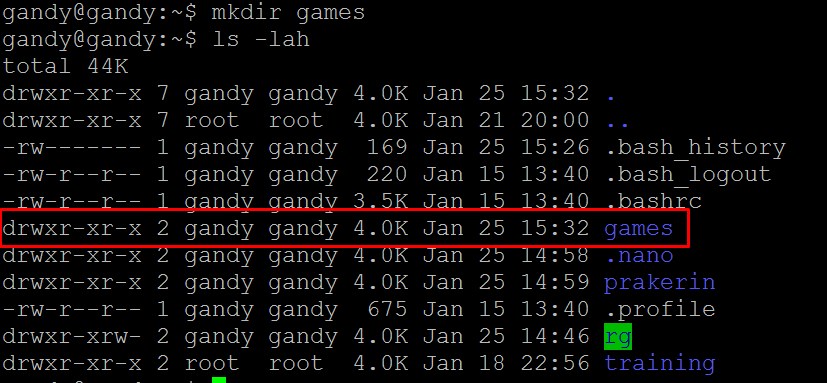 gandy@gandy:~$ mkdir games
gandy@gandy:~$ ls -lah
total 44K
drwxr-xr-x 7 gandy gandy 4.0K Jan 25 15:32 .
drwxr-xr-x 7 root  root  4.0K Jan 21 20:00 ..
-rw------- 1 gandy gandy  169 Jan 25 15:26 .bash_history
-rw-r--r-- 1 gandy gandy  220 Jan 15 13:40 .bash_logout
-rw-r--r-- 1 gandy gandy 3.5K Jan 15 13:40 .bashrc
drwxr-xr-x 2 gandy gandy 4.0K Jan 25 15:32 games
drwxr-xr-x 2 gandy gandy 4.0K Jan 25 14:58 .nano
drwxr-xr-x 2 gandy gandy 4.0K Jan 25 14:59 prakerin
-rw-r--r-- 1 gandy gandy  675 Jan 15 13:40 .profile
drwxr-xrw- 2 gandy gandy 4.0K Jan 25 14:46 rg
drwxr-xr-x 2 root  root  4.0K Jan 18 22:56 training